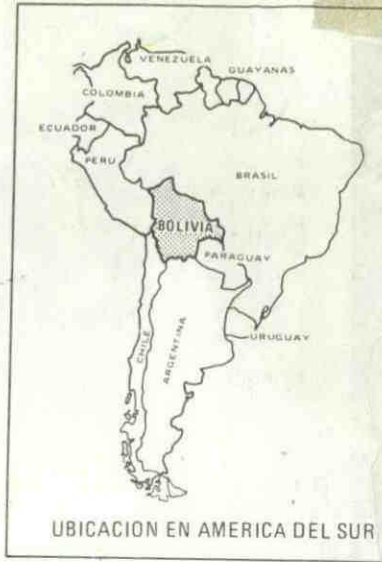 VENEZUELA
GUAYANAS
COLOMBIA
ECUADOR
PERU
BRASIL
BOLIVIA
PARAGUAY
CHILE
ARGENTINA
URUGUAY
UBICACION EN AMERICA DEL SUR